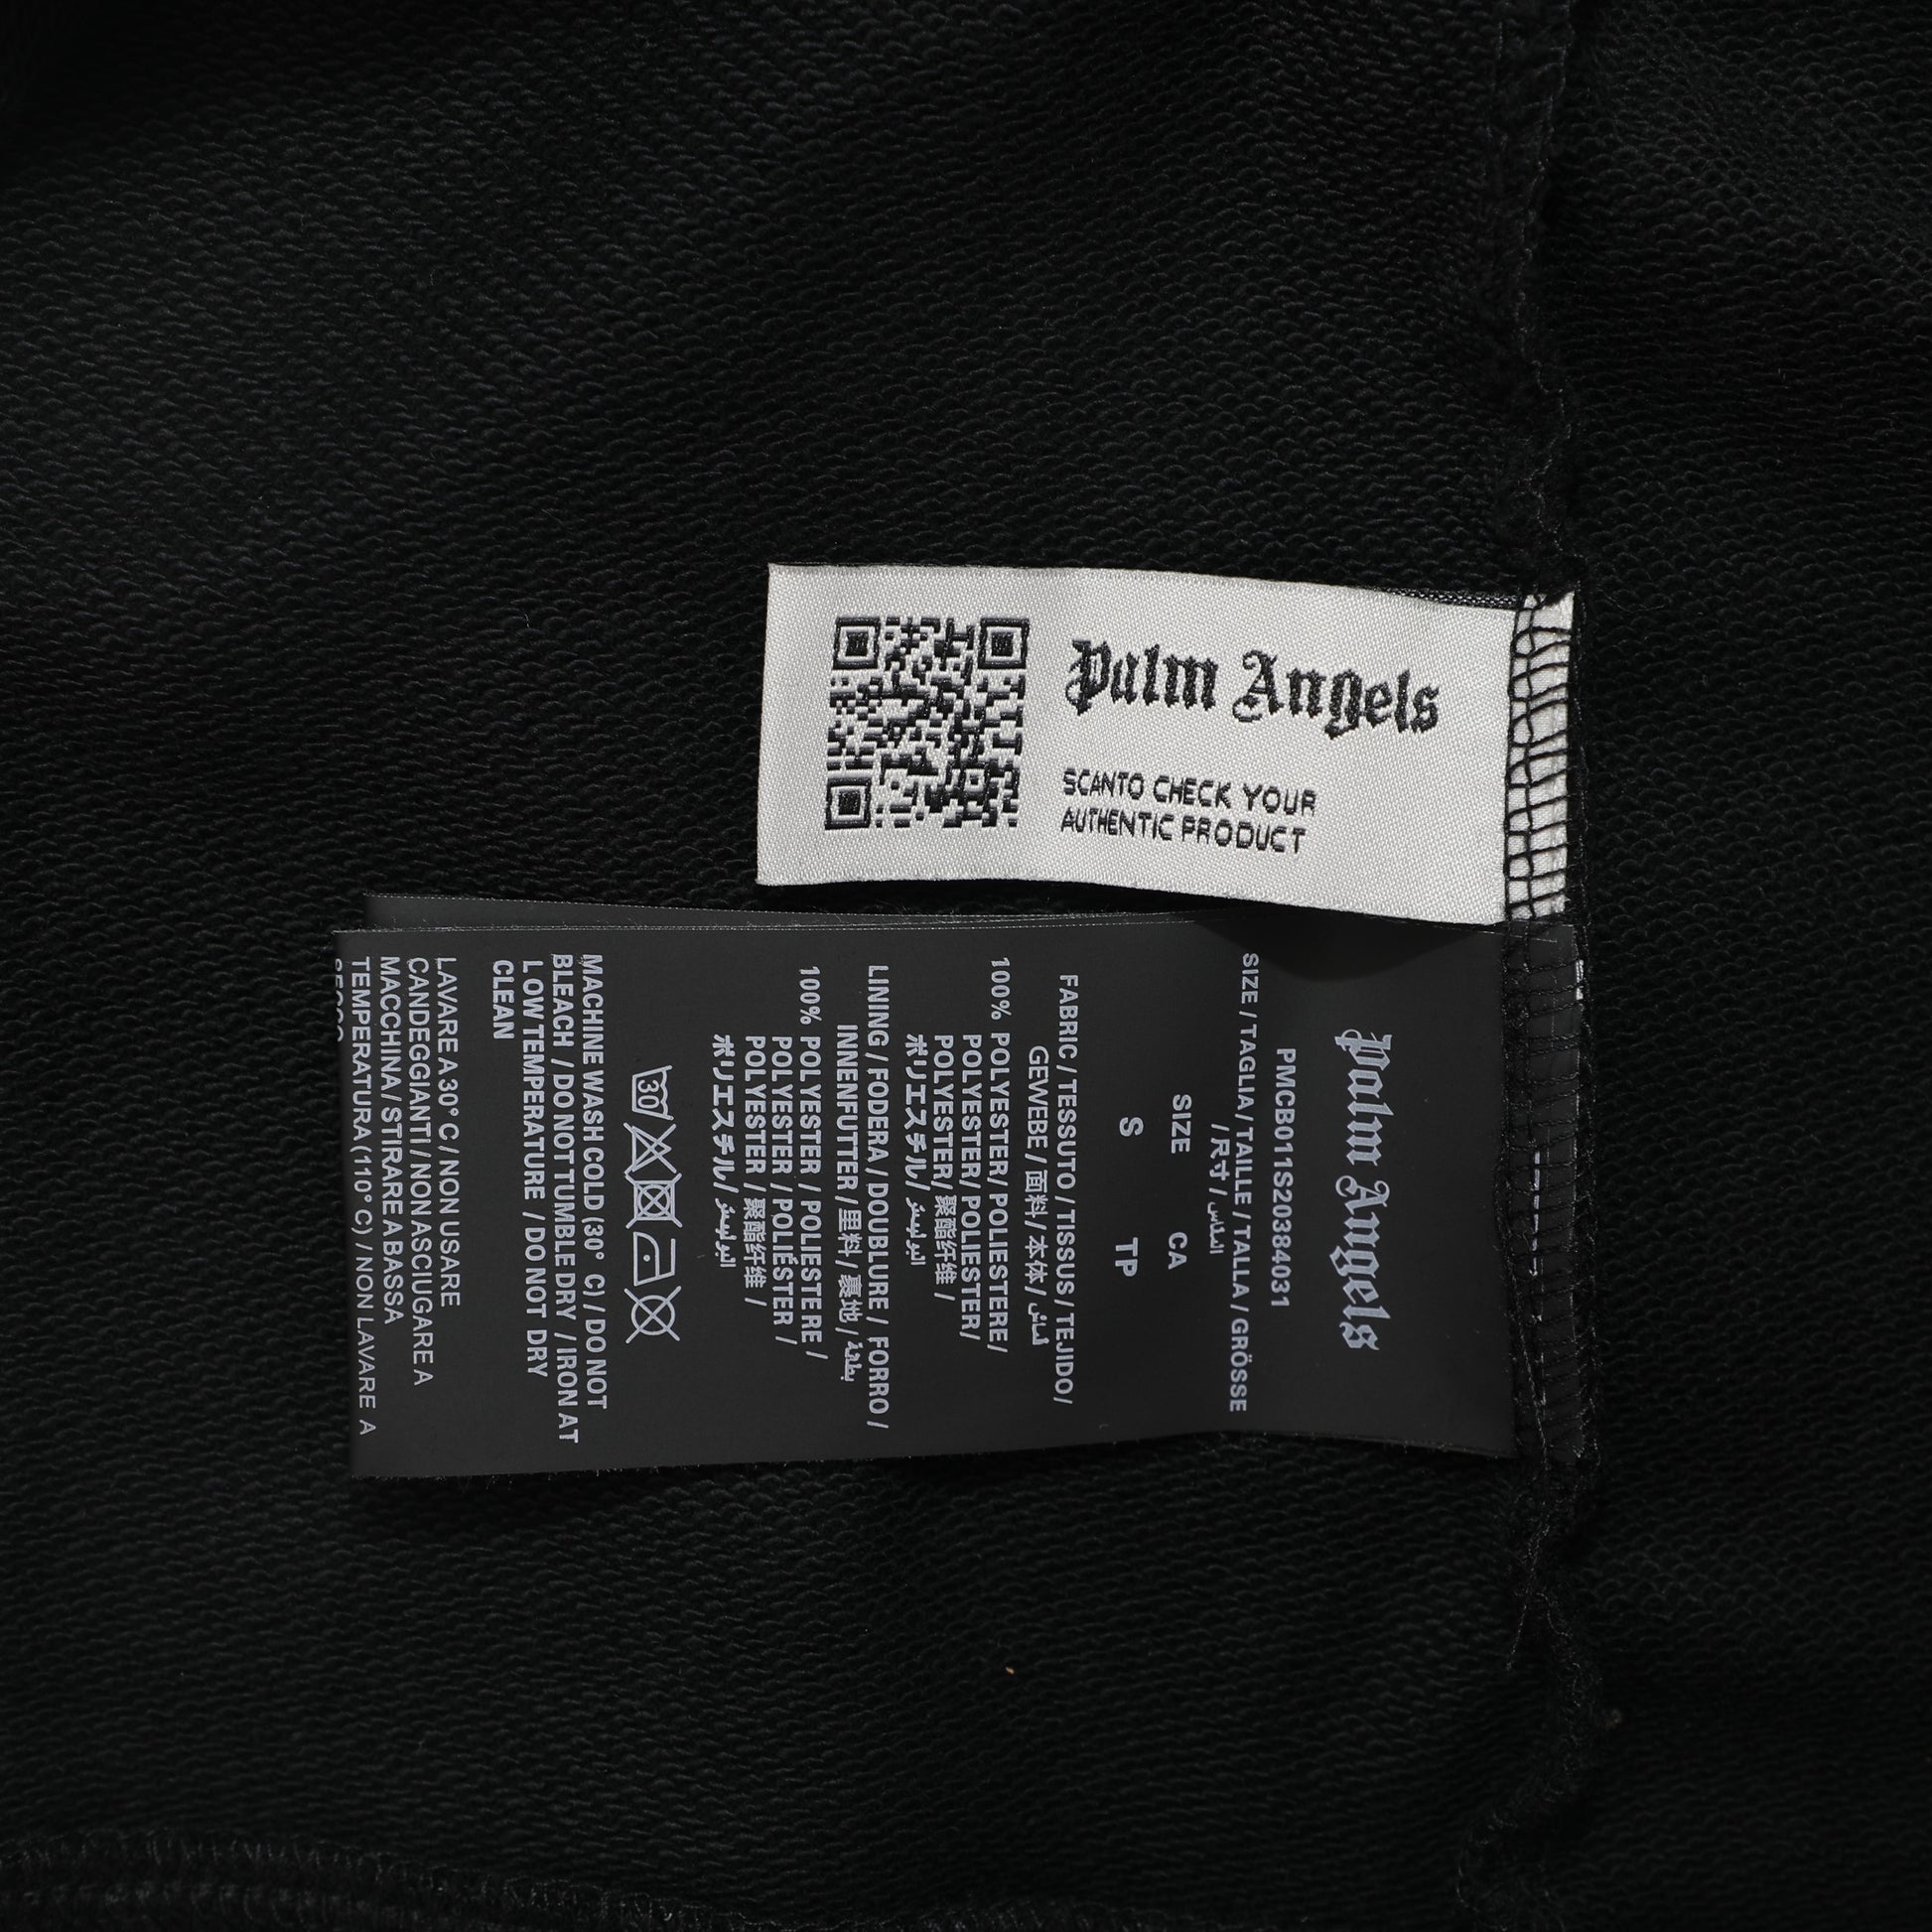 Palm Angels
SCANTO CHECK YOUR
AUTHENTIC PRODUCT
Palm Angels
PMCB011S20384031
SIZE / TAGLIA / TAILLE / TALLA / GRÖSSE
/ 尺寸 / المقاس
SIZE CA
S TP
FABRIC / TESSUTO / TISSUS / TEJIDO /
GEWEBE / 面料 / 本体 / قماش
100% POLYESTER / POLIESTERE /
POLYESTER / POLIESTER /
POLYESTER / 聚酯纤维 /
ポリエステル / البوليستر
LINING / FODERA / DOUBLURE / FORRO /
INNENFUTTER / 里料 / 裏地 / بطانة
100% POLYESTER / POLIESTERE /
POLYESTER / POLIÉSTER /
POLYESTER / 聚酯纤维 /
ポリエステル / البوليستر
30
MACHINE WASH COLD (30° C) / DO NOT
BLEACH / DO NOT TUMBLE DRY / IRON AT
LOW TEMPERATURE / DO NOT DRY
CLEAN
LAVARE A 30° C / NON USARE
CANDEGGIANTI / NON ASCIUGARE A
MACCHINA / STIRARE A BASSA
TEMPERATURA (110° C) / NON LAVARE A